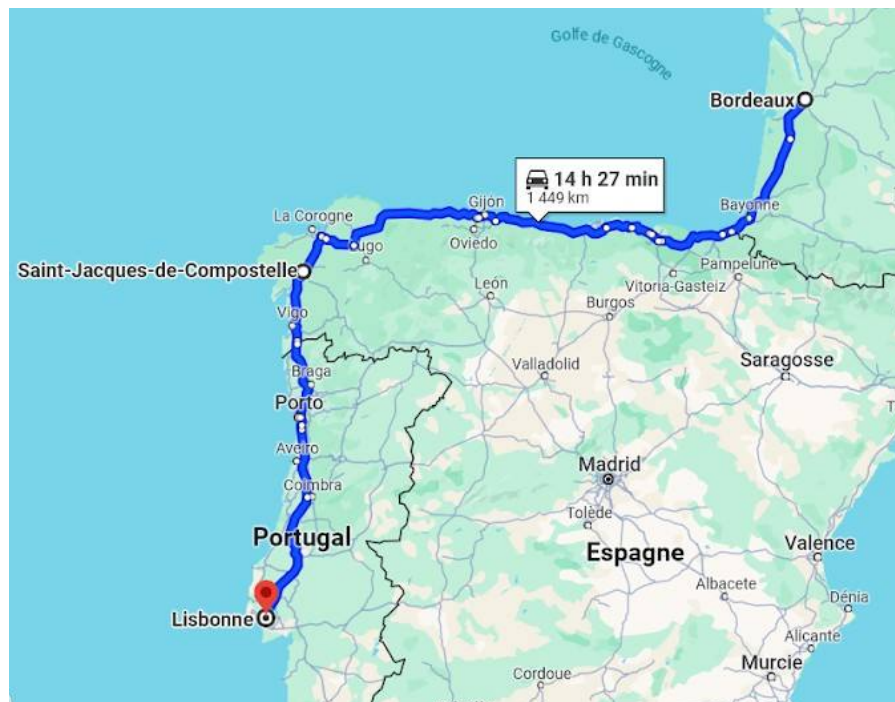 Golfe de Gascogne
Bordeaux
14 h 27 min
1 449 km
Gijón
La Corogne
Bayonne
Oviedo
ugo
Saint-Jacques-de-Compostelle
Pampelune
Vitoria-Gasteiz
León
Burgos
Vigo
Valladolid
Saragosse
Braga
Porto
T
Aveiro
Madrid
Coimbra
Tolède
Portugal
Espagne
Valence
Albacete
Dénia
Lisbonne
Alicante
Murcie
Cordoue